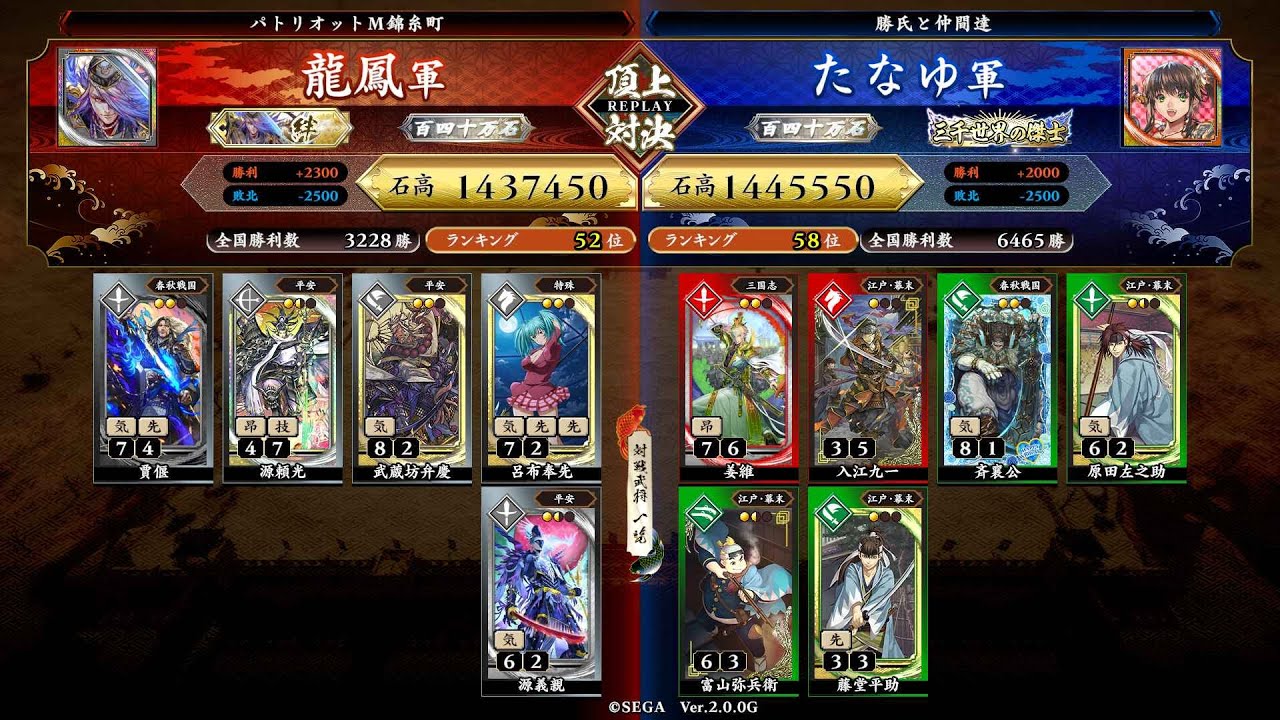 パトリオットM錦糸町
勝氏と仲間達
龍鳳軍
たなゆ軍
頂上
REPLAY
対決
絆
百四十万石
百四十万石
三千世界の傑士
勝利 +2300
敗北 -2500
石高 1437450
石高 1445550
勝利 +2000
敗北 -2500
全国勝利数 3228勝
ランキング 52位
ランキング 58位
全国勝利数 6465勝
春秋戦国
気 先
7 4
賈偃
平安
昂 技
4 7
源頼光
平安
気
8 2
武蔵坊弁慶
特殊
気 先 先
7 2
呂布奉先
三国志
昂
7 6
姜維
江戸・幕末
3 5
入江九一
春秋戦国
気
8 1
斉襄公
江戸・幕末
気
6 2
原田左之助
対戦武将一覧
平安
気
6 2
源義親
江戸・幕末
6 3
富山弥兵衛
江戸・幕末
先
3 3
藤堂平助
©SEGA Ver.2.0.0G